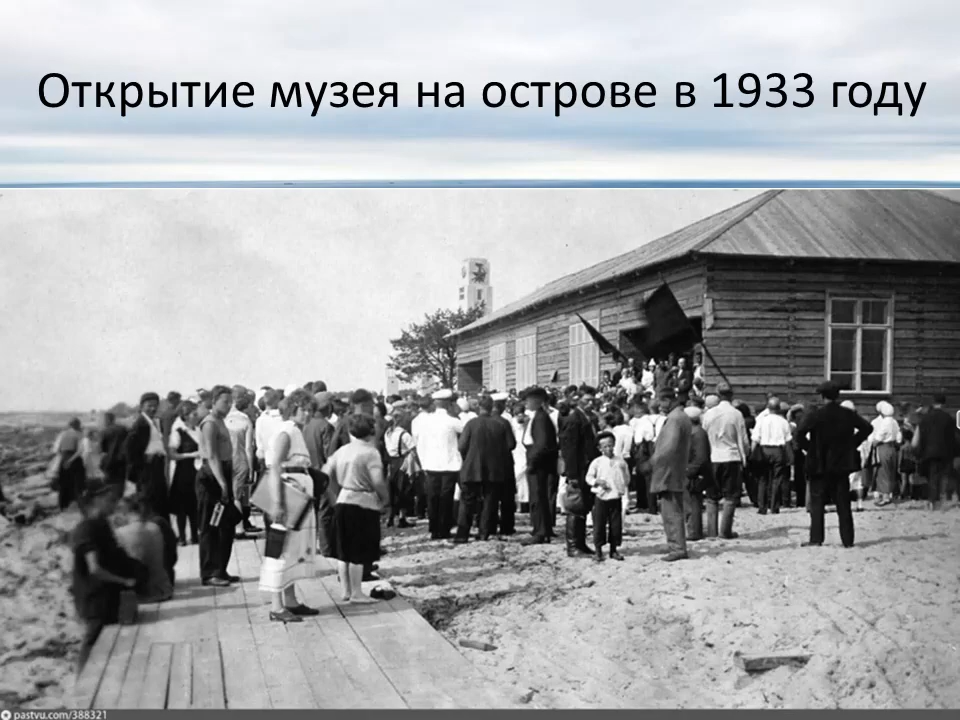 Открытие музея на острове в 1933 году
pastvu.com/388321